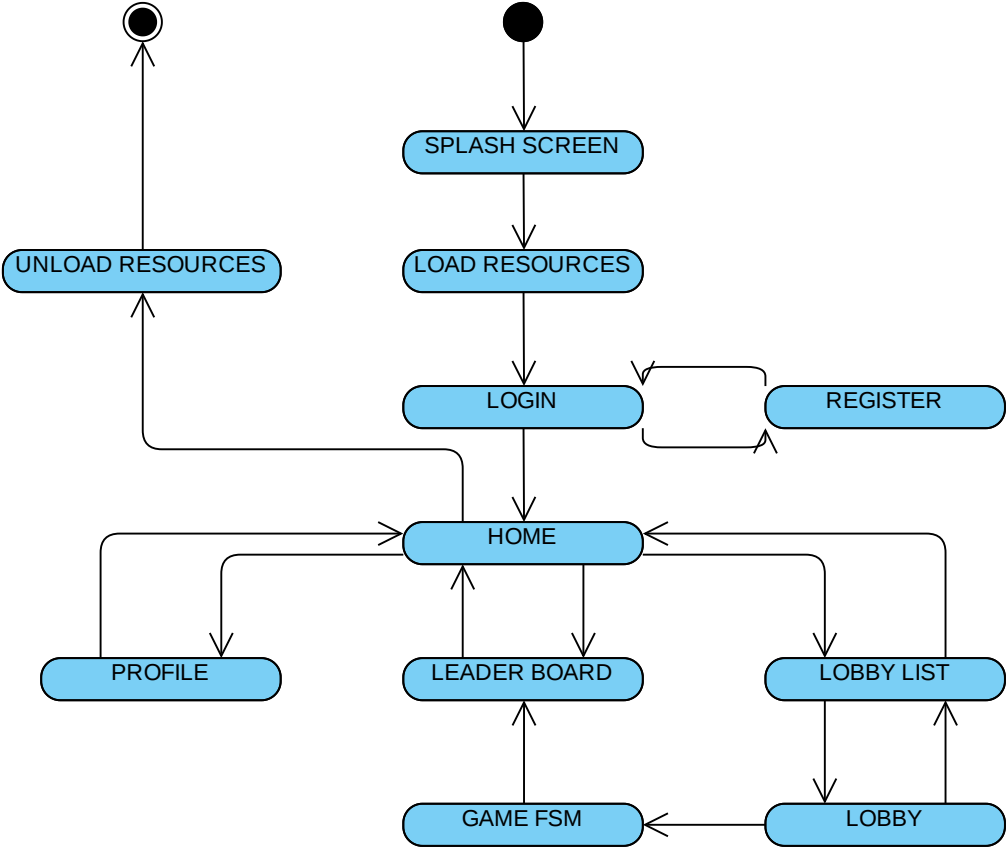 SPLASH SCREEN
UNLOAD RESOURCES
LOAD RESOURCES
LOGIN
REGISTER
HOME
PROFILE
LEADER BOARD
LOBBY LIST
GAME FSM
LOBBY